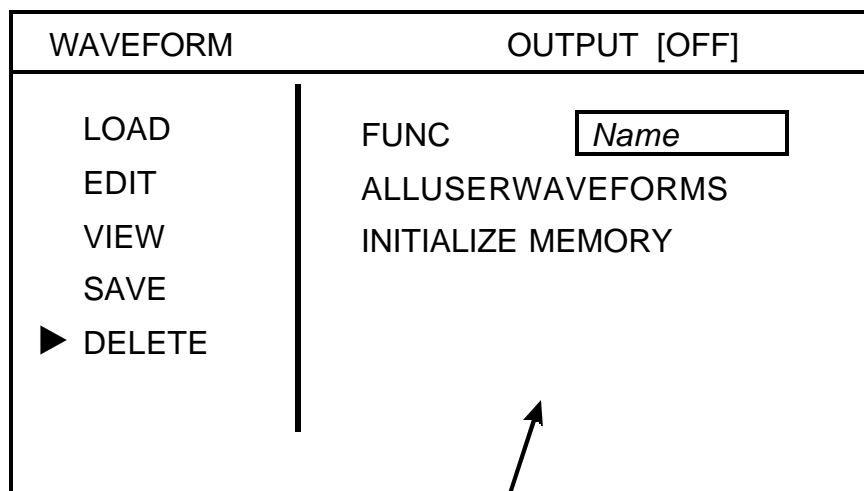 WAVEFORM OUTPUT [OFF]
LOAD
EDIT
VIEW
SAVE
DELETE
FUNC Name
ALLUSERWAVEFORMS
INITIALIZE MEMORY